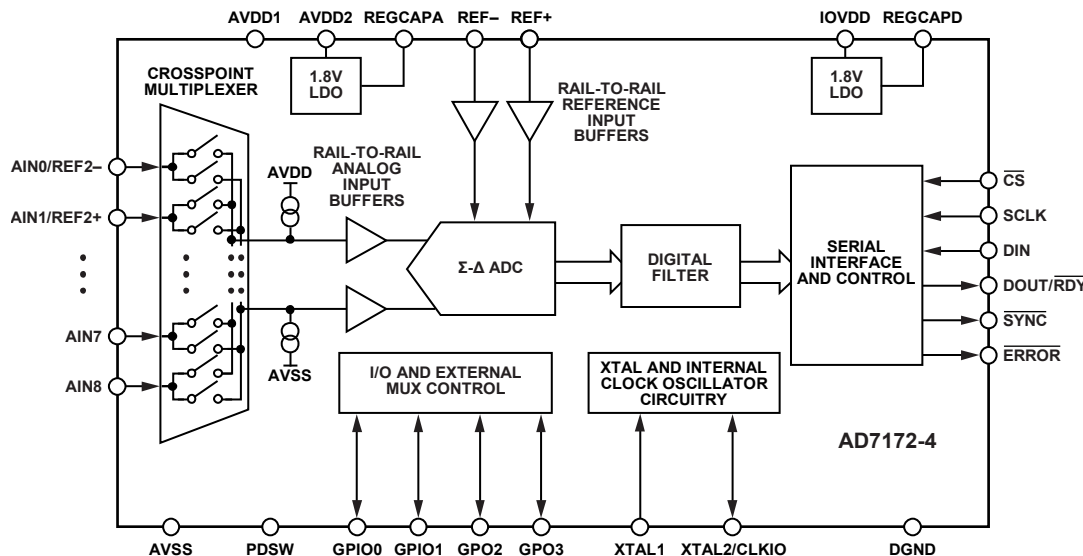 AVDD1
AVDD2
REGCAPA
REF–
REF+
IOVDD
REGCAPD
CROSSPOINT
MULTIPLEXER
1.8V
LDO
RAIL-TO-RAIL
REFERENCE
INPUT
BUFFERS
1.8V
LDO
RAIL-TO-RAIL
ANALOG
INPUT
BUFFERS
AVDD
AIN0/REF2–
AIN1/REF2+
AIN7
AIN8
Σ-Δ ADC
DIGITAL
FILTER
SERIAL
INTERFACE
AND CONTROL
CS
SCLK
DIN
DOUT/RDY
SYNC
ERROR
AVSS
I/O AND EXTERNAL
MUX CONTROL
XTAL AND INTERNAL
CLOCK OSCILLATOR
CIRCUITRY
AD7172-4
AVSS
PDSW
GPIO0
GPIO1
GPO2
GPO3
XTAL1
XTAL2/CLKIO
DGND